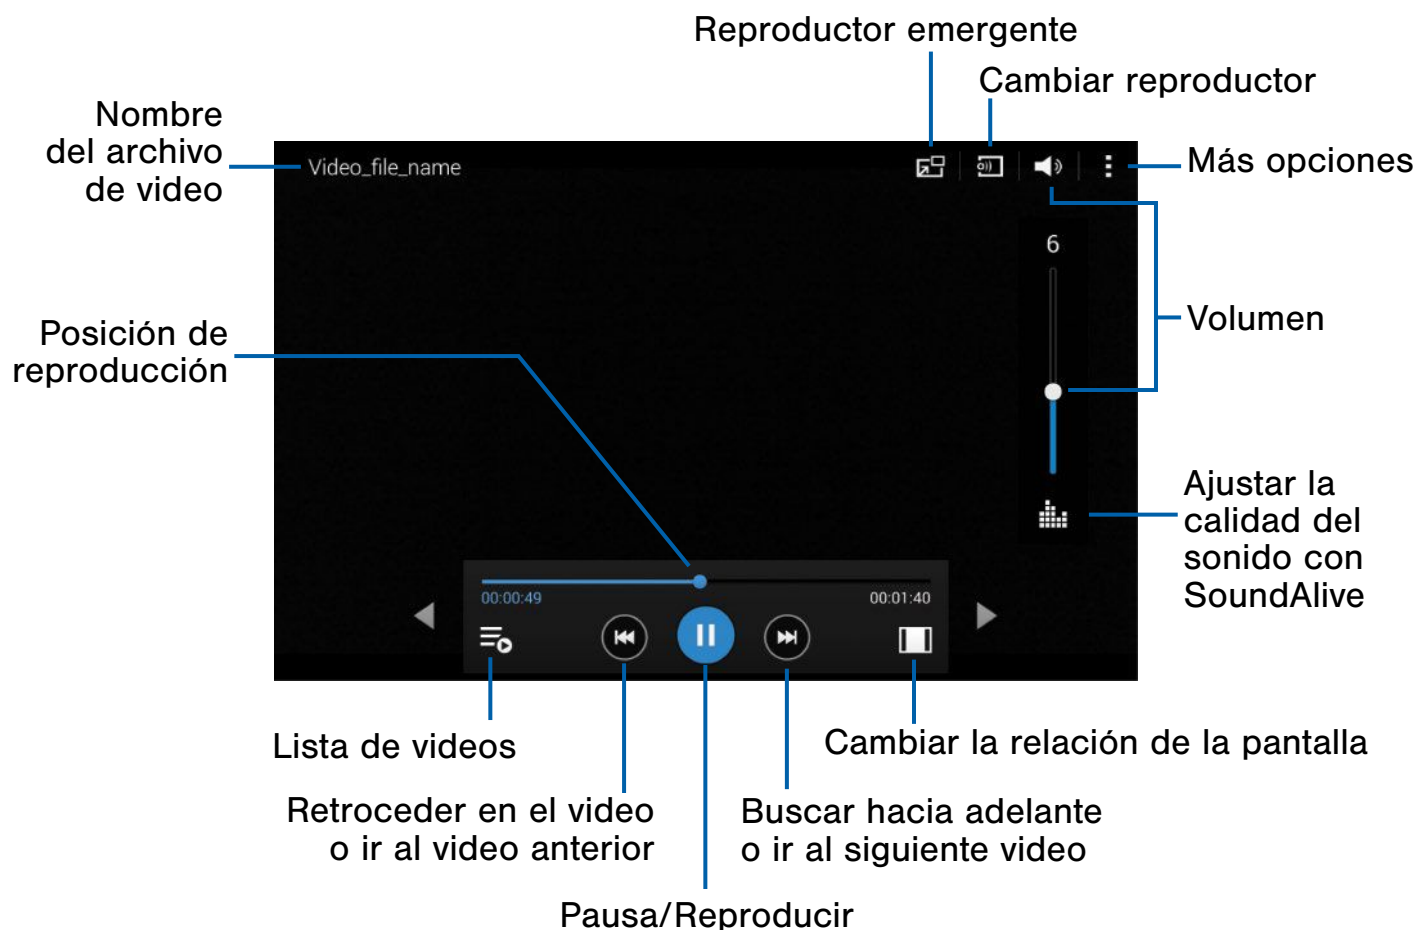 Reproductor emergente
Cambiar reproductor
Nombre
del archivo
de video
Video_file_name
Más opciones
6
Volumen
Posición de
reproducción
Ajustar la
calidad del
sonido con
SoundAlive
00:00:49
00:01:40
Lista de videos
Cambiar la relación de la pantalla
Retroceder en el video
o ir al video anterior
Buscar hacia adelante
o ir al siguiente video
Pausa/Reproducir